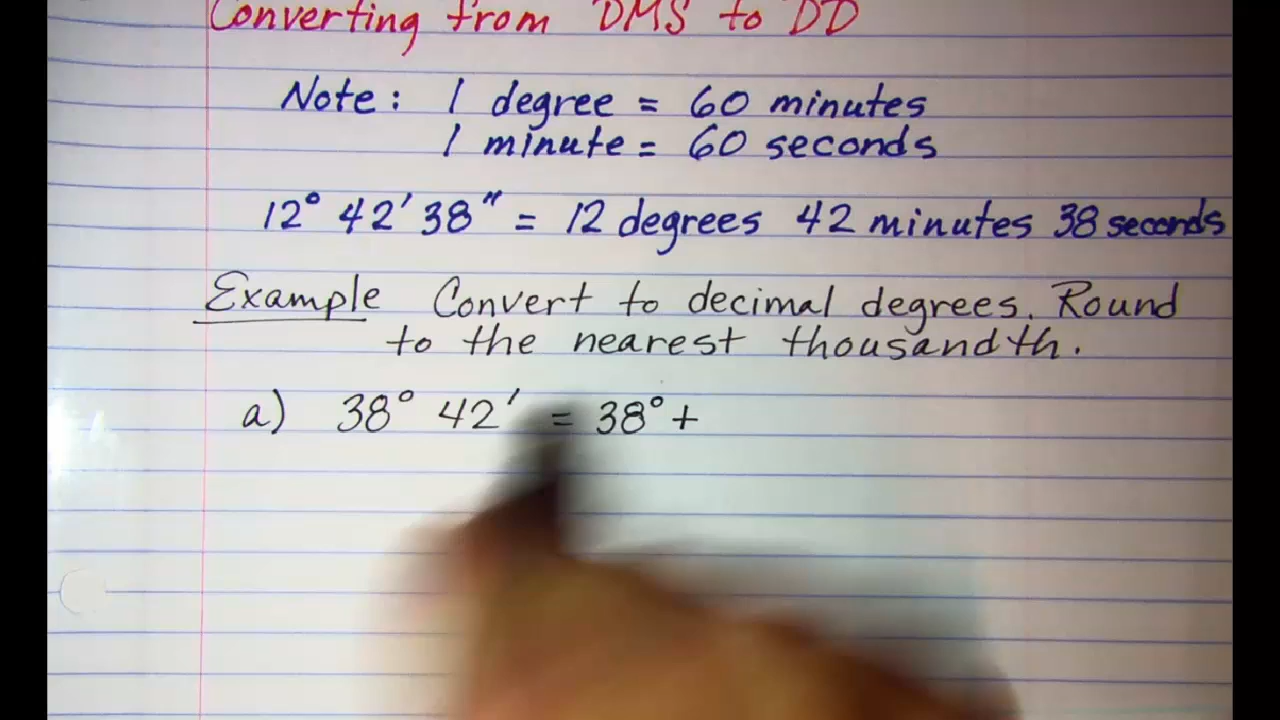 Converting from DMS to DD
Note: 1 degree = 60 minutes
1 minute = 60 seconds
12° 42' 38" = 12 degrees 42 minutes 38 seconds
Example Convert to decimal degrees. Round
to the nearest thousandth.
a) 38° 42' = 38° +